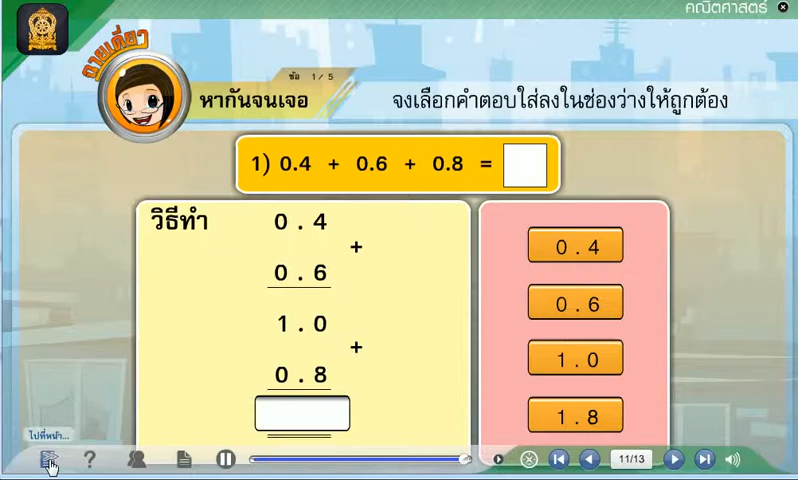 คณิตศาสตร์
ฉายเดี่ยว
ข้อ 1 / 5
หากันจนเจอ
จงเลือกคำตอบใส่ลงในช่องว่างให้ถูกต้อง
1) 0.4 + 0.6 + 0.8 =
วิธีทำ 0 . 4
+
0 . 6
1 . 0
+
0 . 8
0 . 4
0 . 6
1 . 0
1 . 8
ไปที่หน้า...
?
11/13